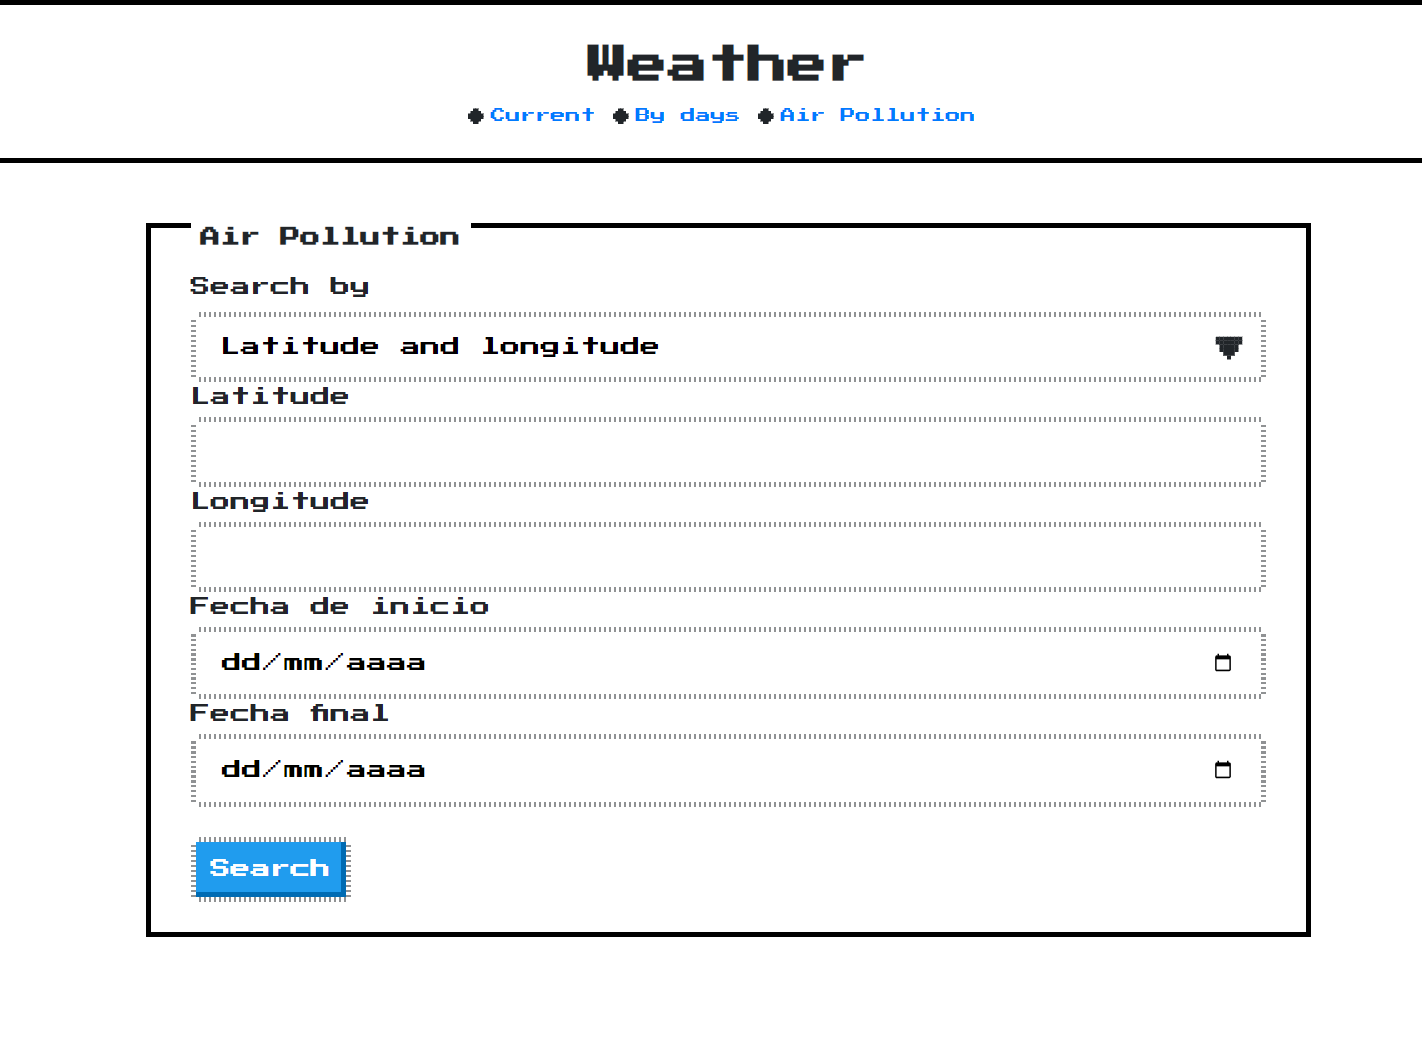 Weather
Current By days Air Pollution
Air Pollution
Search by
Latitude and longitude
Latitude
Longitude
Fecha de inicio
dd/mm/aaaa
Fecha final
dd/mm/aaaa
Search